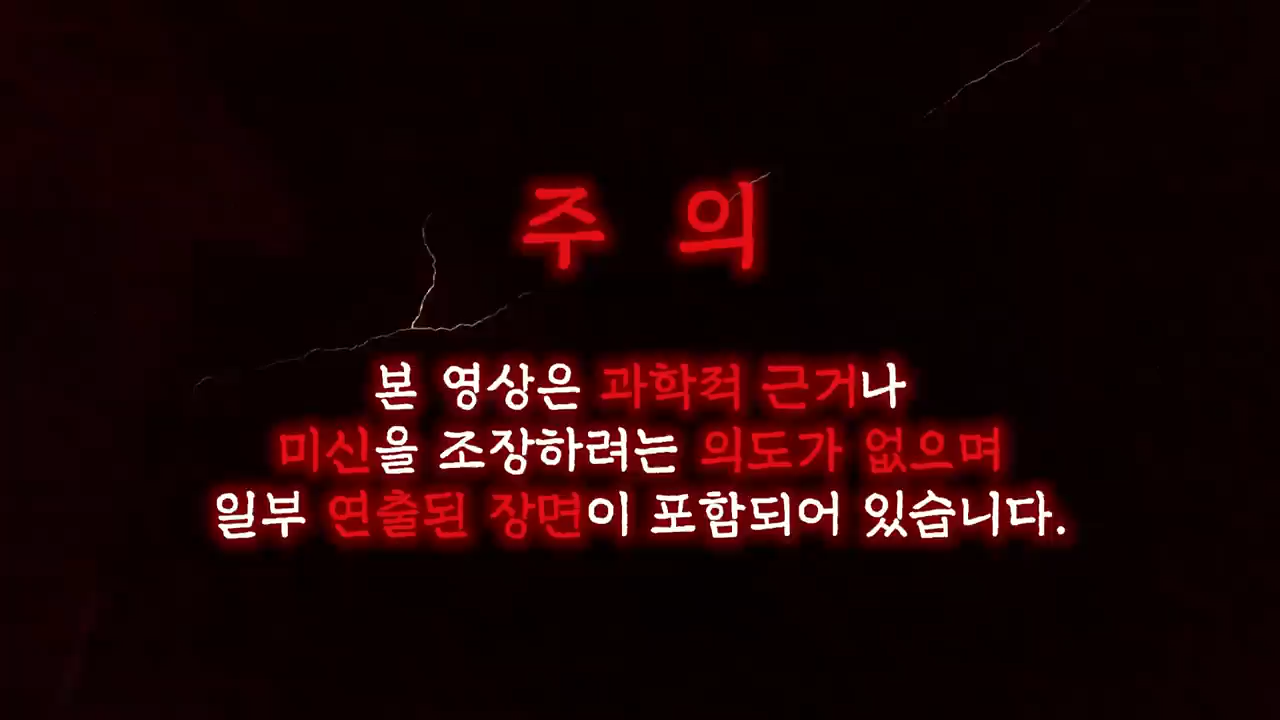 주 의
본 영상은 과학적 근거나
미신을 조장하려는 의도가 없으며
일부 연출된 장면이 포함되어 있습니다.